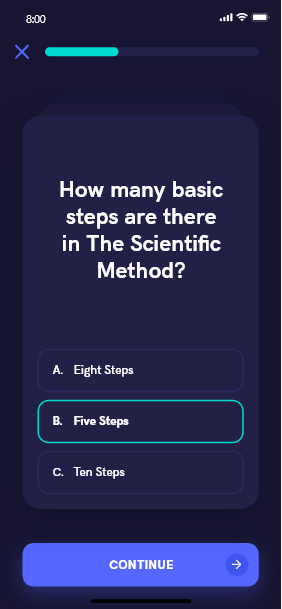 8:00
How many basic
steps are there
in The Scientific
Method?
A. Eight Steps
B. Five Steps
C. Ten Steps
CONTINUE